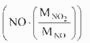 (NO · (M_NO₂ / M_NO))